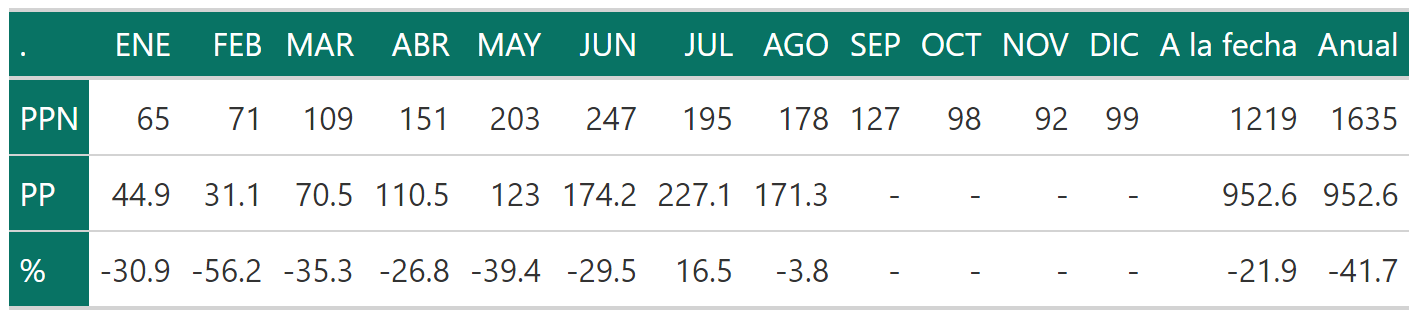 . ENE FEB MAR ABR MAY JUN JUL AGO SEP OCT NOV DIC A la fecha Anual
PPN 65 71 109 151 203 247 195 178 127 98 92 99 1219 1635
PP 44.9 31.1 70.5 110.5 123 174.2 227.1 171.3 - - - - 952.6 952.6
% -30.9 -56.2 -35.3 -26.8 -39.4 -29.5 16.5 -3.8 - - - - -21.9 -41.7